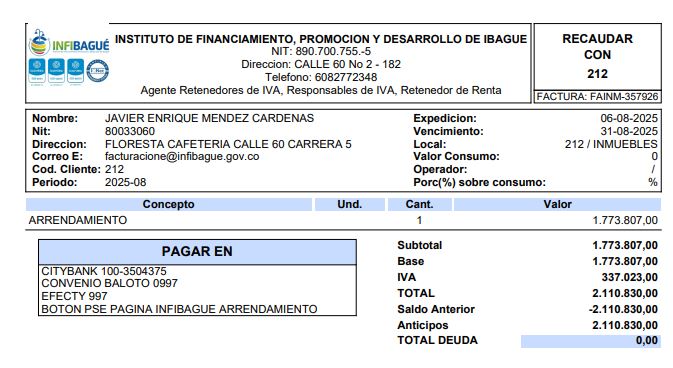 INFIBAGUÉ
INSTITUTO DE FINANCIAMIENTO, PROMOCION Y DESARROLLO DE IBAGUE
NIT: 890.700.755.-5
Direccion: CALLE 60 No 2 - 182
Telefono: 6082772348
Agente Retenedores de IVA, Responsables de IVA, Retenedor de Renta
RECAUDAR
CON
212
FACTURA: FAINM-357926
Nombre: JAVIER ENRIQUE MENDEZ CARDENAS
Nit: 80033060
Direccion: FLORESTA CAFETERIA CALLE 60 CARRERA 5
Correo E: facturacione@infibague.gov.co
Cod. Cliente: 212
Periodo: 2025-08
Expedicion: 06-08-2025
Vencimiento: 31-08-2025
Local: 212 / INMUEBLES
Valor Consumo: 0
Operador: /
Porc(%) sobre consumo: %
Concepto Und. Cant. Valor
ARRENDAMIENTO 1 1.773.807,00
PAGAR EN
CITYBANK 100-3504375
CONVENIO BALOTO 0997
EFECTY 997
BOTON PSE PAGINA INFIBAGUE ARRENDAMIENTO
Subtotal 1.773.807,00
Base 1.773.807,00
IVA 337.023,00
TOTAL 2.110.830,00
Saldo Anterior -2.110.830,00
Anticipos 2.110.830,00
TOTAL DEUDA 0,00